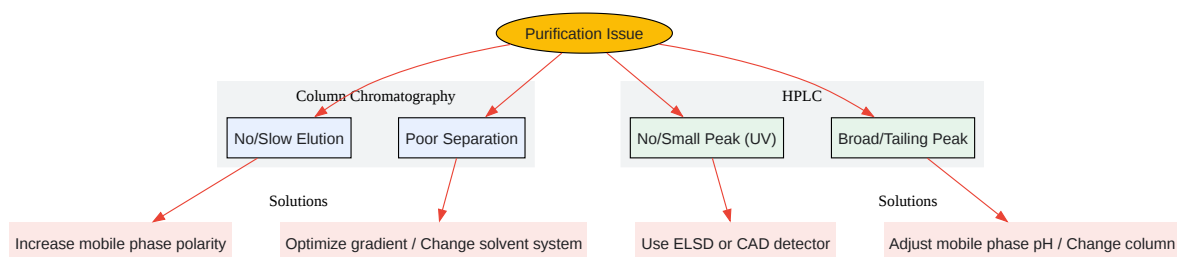 Purification Issue
Column Chromatography
HPLC
No/Slow Elution
Poor Separation
No/Small Peak (UV)
Broad/Tailing Peak
Solutions
Solutions
Increase mobile phase polarity
Optimize gradient / Change solvent system
Use ELSD or CAD detector
Adjust mobile phase pH / Change column